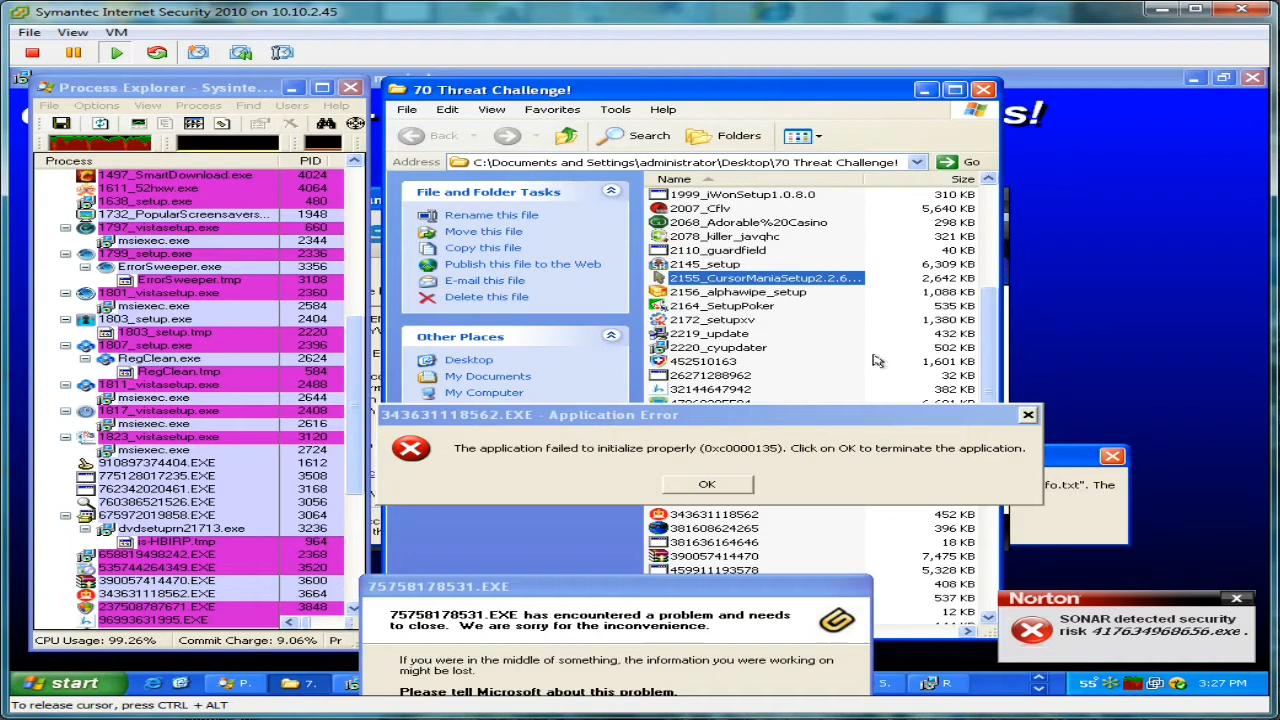 Symantec Internet Security 2010 on 10.10.2.45
File View VM
Process Explorer - Sysinte...
File Options View Process Find Users Help
Process PID
1497_SmartDownload.exe 4024
1611_52hxw.exe 4064
1638_setup.exe 480
1732_PopularScreensavers... 1948
1797_vistasetup.exe 660
msiexec.exe 2344
1799_setup.exe 2336
ErrorSweeper.exe 3356
ErrorSweeper.tmp 3108
1801_vistasetup.exe 2360
msiexec.exe 2584
1803_setup.exe 2404
1803_setup.tmp 2220
1807_setup.exe 2396
RegClean.exe 2624
RegClean.tmp 584
1811_vistasetup.exe 2488
msiexec.exe 2644
1817_vistasetup.exe 2408
msiexec.exe 2616
1823_vistasetup.exe 3120
msiexec.exe 2724
910897374404.EXE 1612
775128017235.EXE 3508
762342020461.EXE 3160
760386521526.EXE 3064
675972019858.EXE 3064
dvdsetuprn21713.exe 3236
is-HBIRP.tmp 964
658819498242.EXE 2368
535744264349.EXE 3520
390057414470.EXE 3600
343631118562.EXE 3664
237508787671.EXE 3848
96993631995.EXE
CPU Usage: 99.26% Commit Charge: 9.06% Pr
70 Threat Challenge!
File Edit View Favorites Tools Help
Back Search Folders
Address C:\Documents and Settings\administrator\Desktop\70 Threat Challenge! Go
File and Folder Tasks
Rename this file
Move this file
Copy this file
Publish this file to the Web
E-mail this file
Delete this file
Other Places
Desktop
My Documents
My Computer
Name Size
1999_iWonSetup1.0.8.0 310 KB
2007_Cflv 5,640 KB
2068_Adorable%20Casino
2078_killer_javqhc 321 KB
2110_guardfield 40 KB
2145_setup 6,309 KB
2155_CursorManiaSetup2.2.6... 2,642 KB
2156_alphawipe_setup 1,088 KB
2164_SetupPoker 535 KB
2172_setupxv 1,380 KB
2219_update 432 KB
2220_cyupdater 502 KB
452510163 1,601 KB
26271288962 32 KB
32144647942 382 KB
s!
343631118562.EXE - Application Error
The application failed to initialize properly (0xc0000135). Click on OK to terminate the application.
OK
fo.txt". The
343631118562 452 KB
381608624265 396 KB
381636164646 18 KB
390057414470 7,475 KB
459911193578 5,328 KB
408 KB
537 KB
12 KB
75758178531.EXE
75758178531.EXE has encountered a problem and needs
to close. We are sorry for the inconvenience.
If you were in the middle of something, the information you were working on
might be lost.
Please tell Microsoft about this problem.
Norton
SONAR detected security
risk 417634968656.exe .
start P. 7. S. R 55° 3:27 PM
To release cursor, press CTRL + ALT